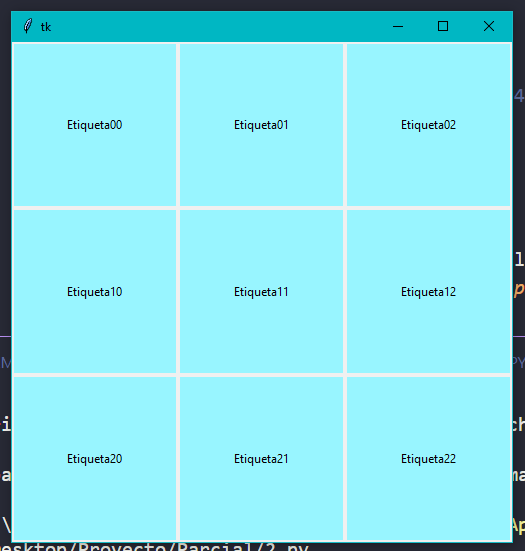 tk
4
Etiqueta00 Etiqueta01 Etiqueta02
l
p
Etiqueta10 Etiqueta11 Etiqueta12
M PY
i ch
Etiqueta20 Etiqueta21 Etiqueta22
a ma
\ Ap
esktop/Proyecto/Parcial/2.py